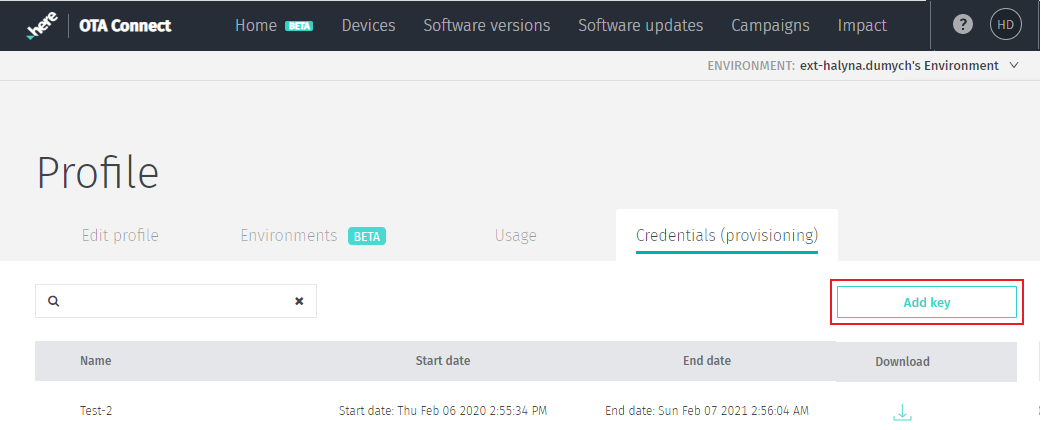 here OTA Connect Home BETA Devices Software versions Software updates Campaigns Impact ? HD
ENVIRONMENT: ext-halyna.dumych's Environment
Profile
Edit profile Environments BETA Usage Credentials (provisioning)
Add key
Name Start date End date Download
Test-2 Start date: Thu Feb 06 2020 2:55:34 PM End date: Sun Feb 07 2021 2:56:04 AM